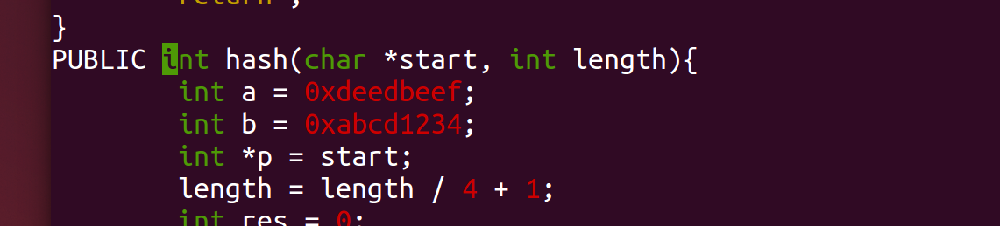 return ;
}
PUBLIC int hash(char *start, int length){
int a = 0xdeedbeef;
int b = 0xabcd1234;
int *p = start;
length = length / 4 + 1;
int res = 0;